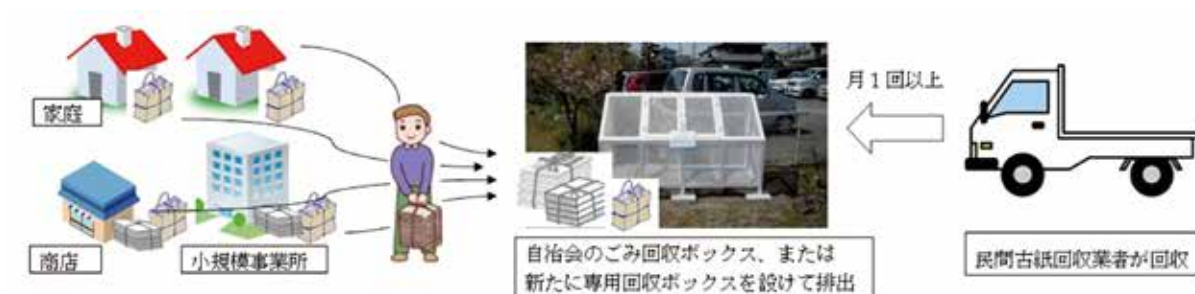 家庭
商店
小規模事業所
自治会のごみ回収ボックス、または
新たに専用回収ボックスを設けて排出
月1回以上
民間古紙回収業者が回収